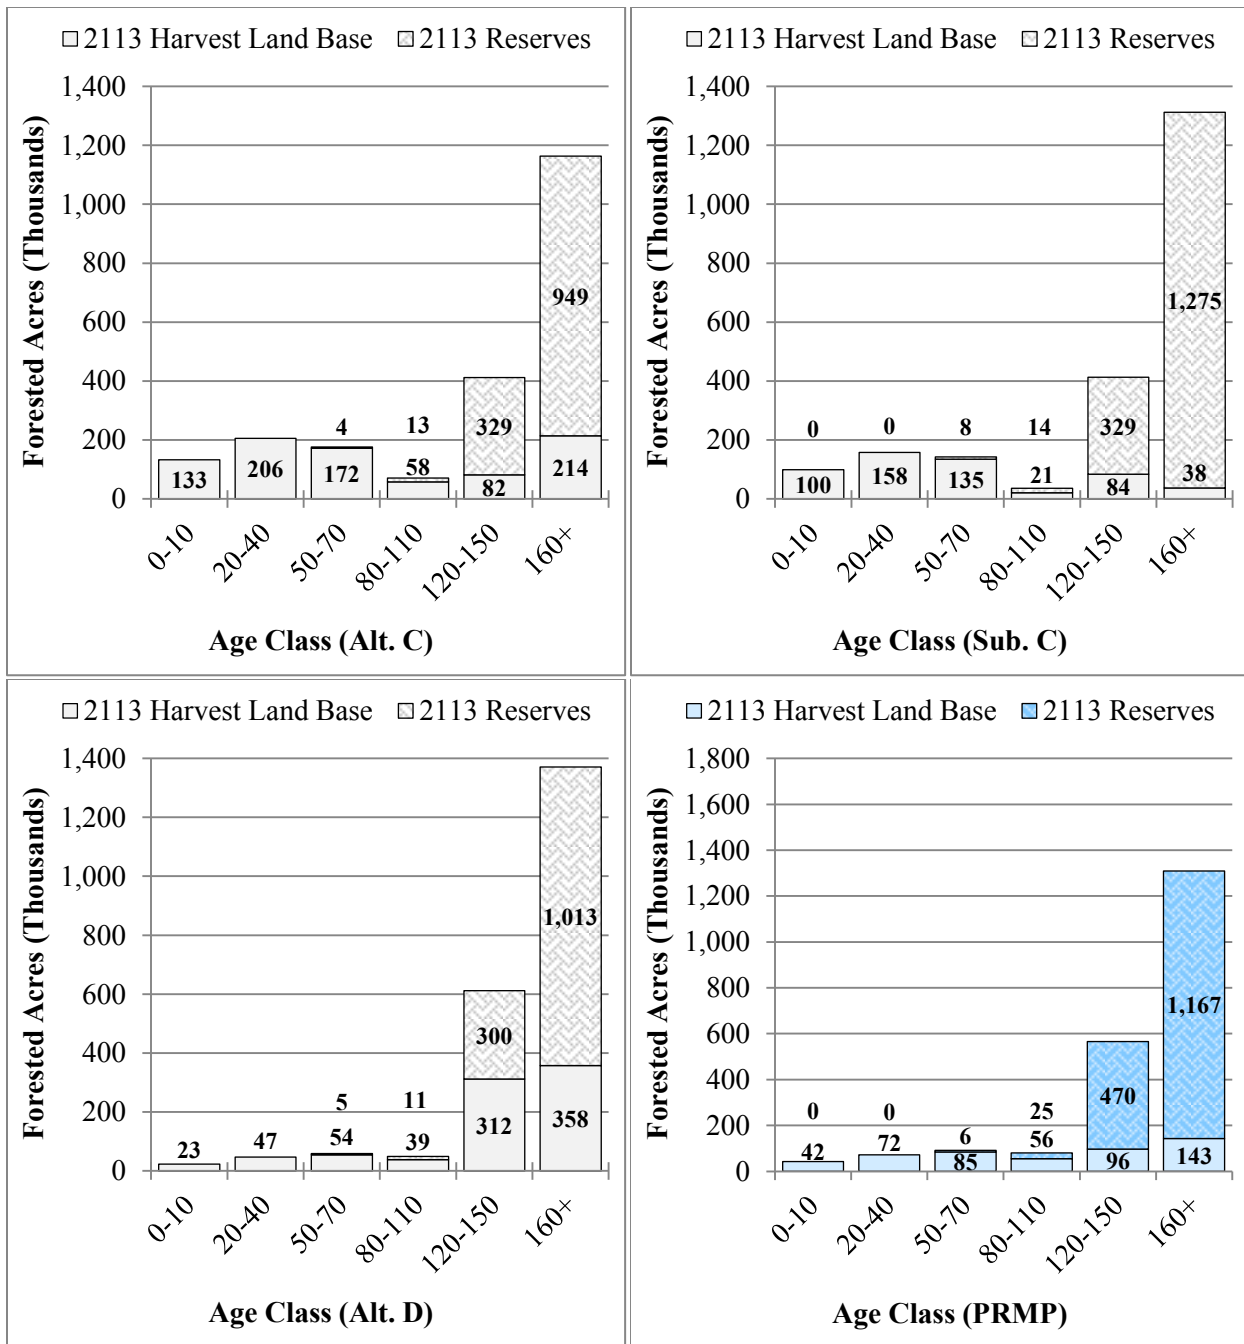 2113 Harvest Land Base 2113 Reserves
Forested Acres (Thousands)
1,400
1,200
1,000
800
600
400
200
0
949
4 13 329
133 206 172 58 82 214
0-10 20-40 50-70 80-110 120-150 160+
Age Class (Alt. C)
2113 Harvest Land Base 2113 Reserves
Forested Acres (Thousands)
1,400
1,200
1,000
800
600
400
200
0
1,275
0 0 8 14 329
100 158 135 21 84 38
0-10 20-40 50-70 80-110 120-150 160+
Age Class (Sub. C)
2113 Harvest Land Base 2113 Reserves
Forested Acres (Thousands)
1,400
1,200
1,000
800
600
400
200
0
1,013
5 11 300
23 47 54 39 312 358
0-10 20-40 50-70 80-110 120-150 160+
Age Class (Alt. D)
2113 Harvest Land Base 2113 Reserves
Forested Acres (Thousands)
1,800
1,600
1,400
1,200
1,000
800
600
400
200
0
1,167
0 0 6 25 470
42 72 85 56 96 143
0-10 20-40 50-70 80-110 120-150 160+
Age Class (PRMP)